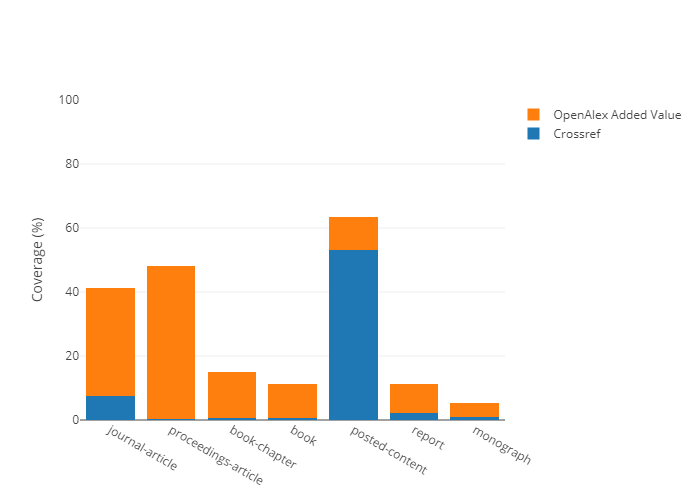 100
80
60
40
20
0
Coverage (%)
journal-article
proceedings-article
book-chapter
book
posted-content
report
monograph
OpenAlex Added Value
Crossref